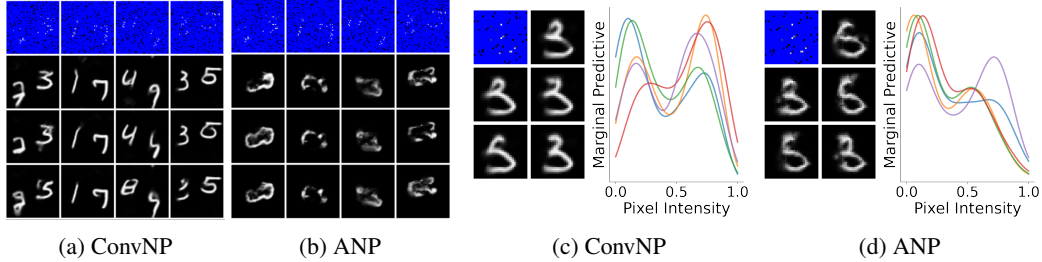 Marginal Predictive
0.0 0.5 1.0
Pixel Intensity
Marginal Predictive
0.0 0.5 1.0
Pixel Intensity
(a) ConvNP
(b) ANP
(c) ConvNP
(d) ANP